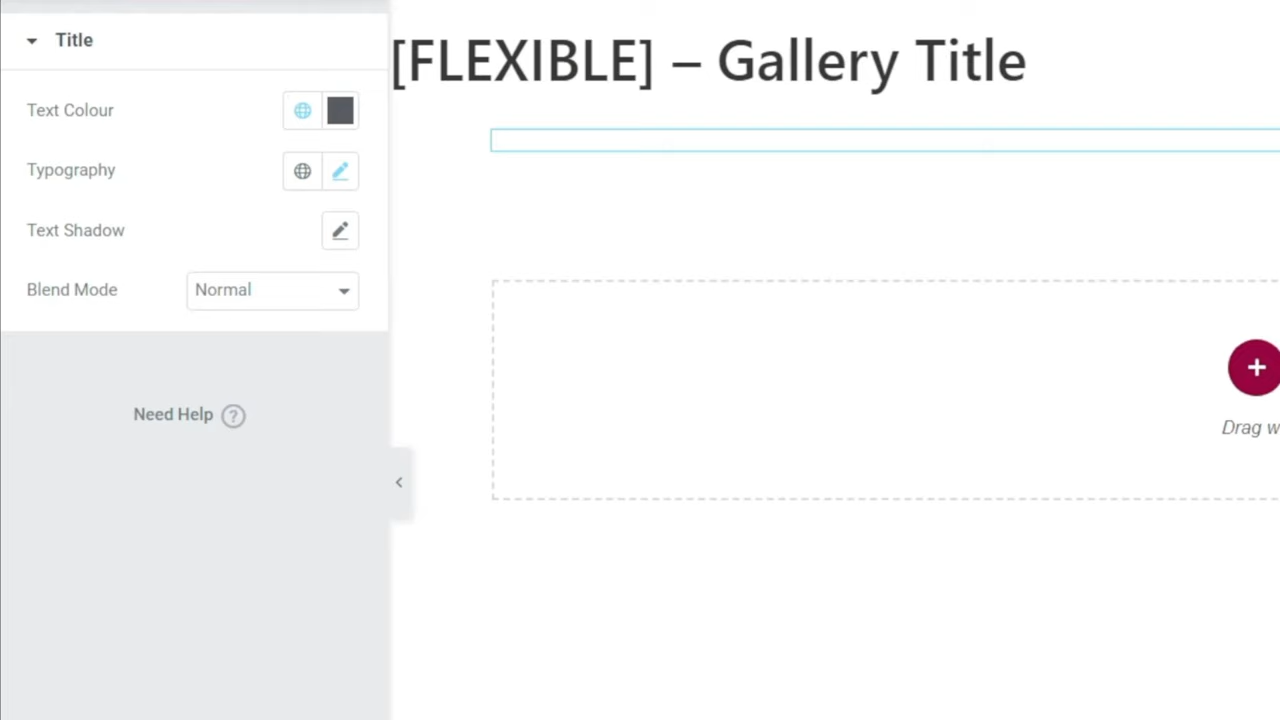 Title
[FLEXIBLE] – Gallery Title
Text Colour
Typography
Text Shadow
Blend Mode
Normal
Need Help ?
Drag